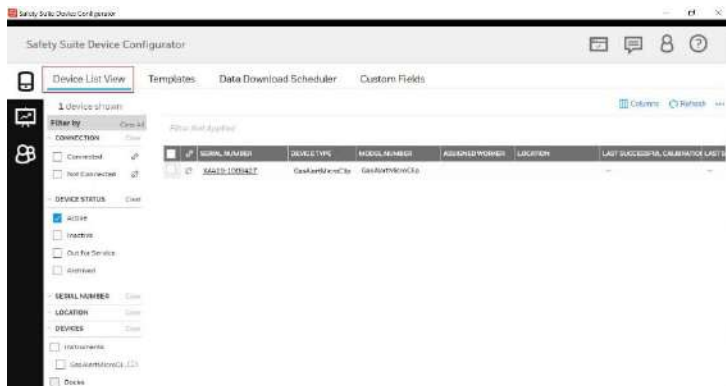 Safety Suite Device Configurator
Safety Suite Device Configurator
Device List View Templates Data Download Scheduler Custom Fields
1 device shown
Columns Refresh
Filter by Clear All
Filter Not Applied
CONNECTION Clear
Connected
Not Connected
SERIAL NUMBER DEVICE TYPE MODEL NUMBER ASSIGNED WORKER LOCATION LAST SUCCESSFUL CALIBRATION
GasAlertMicroClip GasAlertMicroClip
DEVICE STATUS Clear
Active
Inactive
Out for Service
Archived
SERIAL NUMBER Clear
LOCATION Clear
DEVICES Clear
Instruments
Docks